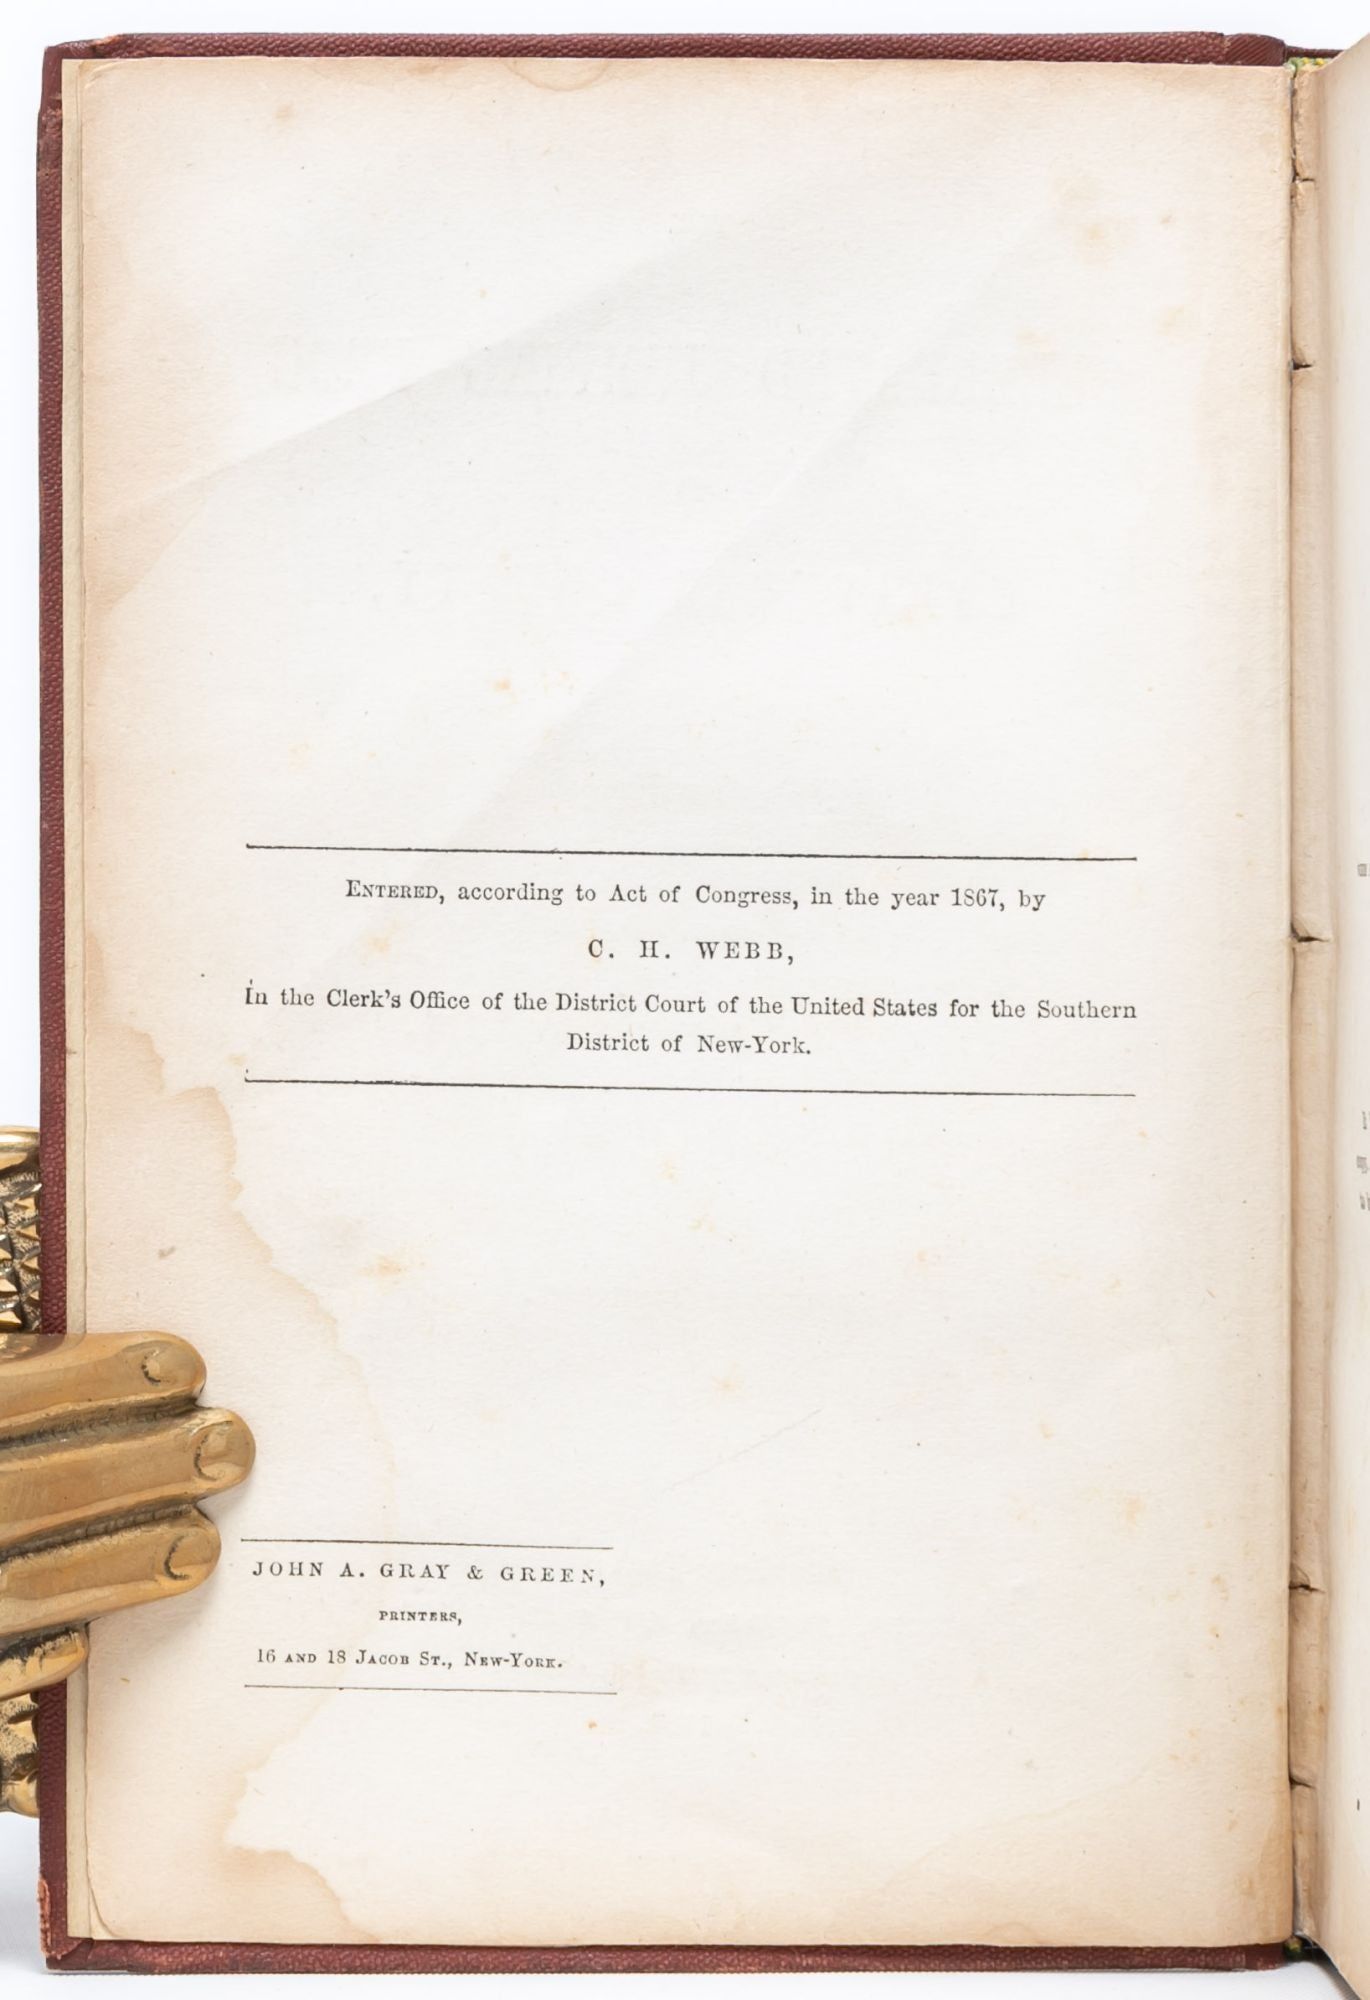 ENTERED, according to Act of Congress, in the year 1867, by
C. H. WEBB,
in the Clerk's Office of the District Court of the United States for the Southern
District of New-York.
JOHN A. GRAY & GREEN,
PRINTERS,
16 AND 18 JACOB ST., NEW-YORK.